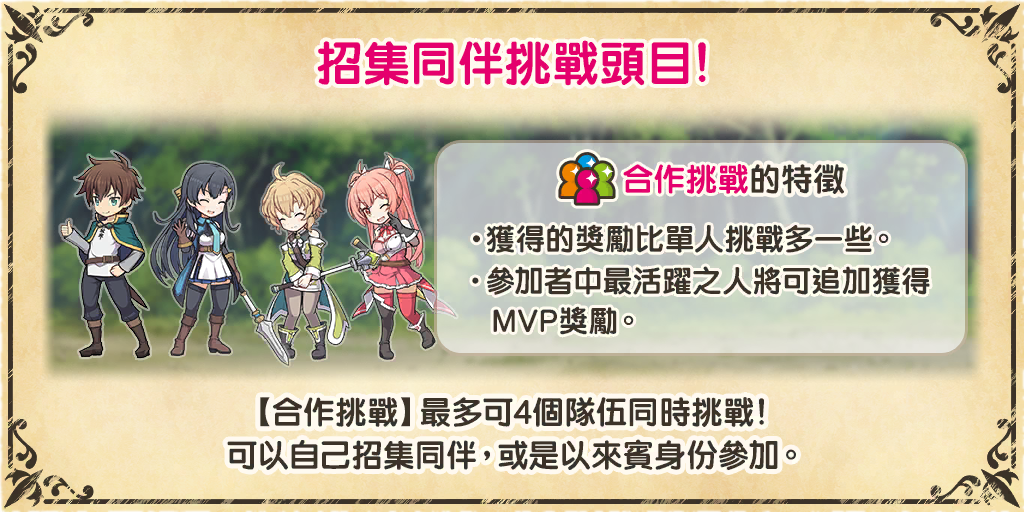 招集同伴挑戰頭目!
合作挑戰的特徵
・獲得的獎勵比單人挑戰多一些。
・參加者中最活躍之人將可追加獲得
MVP獎勵。
【合作挑戰】最多可4個隊伍同時挑戰!
可以自己招集同伴,或是以來賓身份參加。